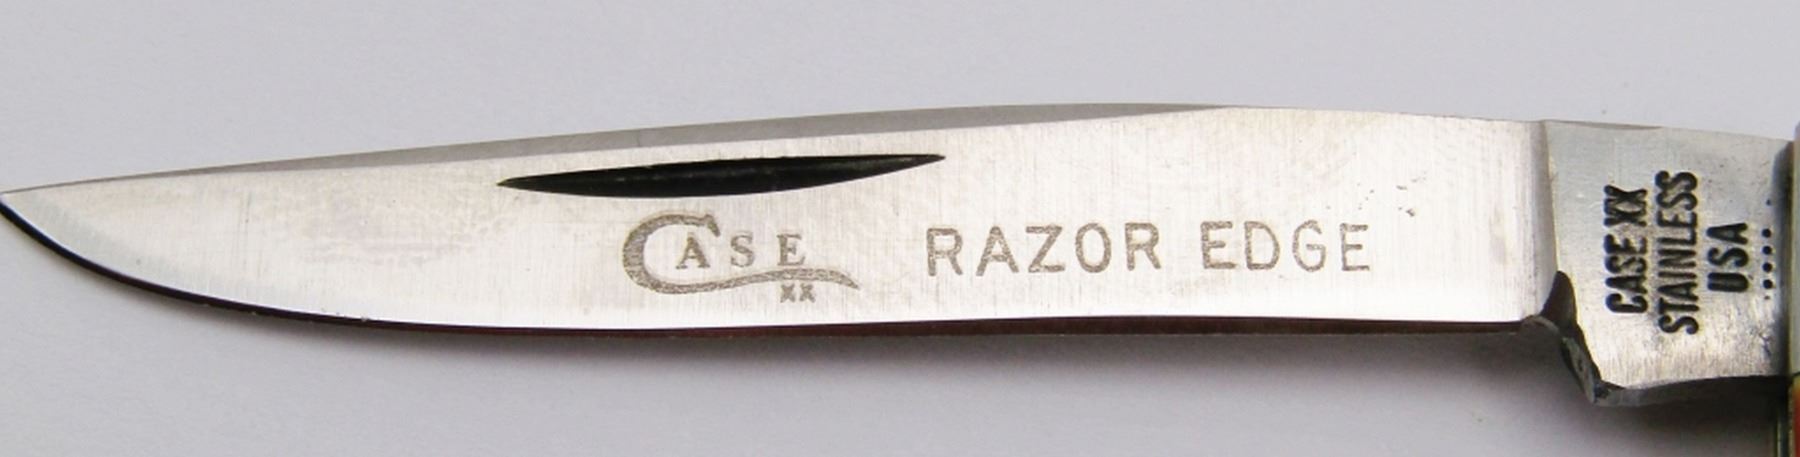 CASE
XX
RAZOR EDGE
CASE XX
STAINLESS
USA